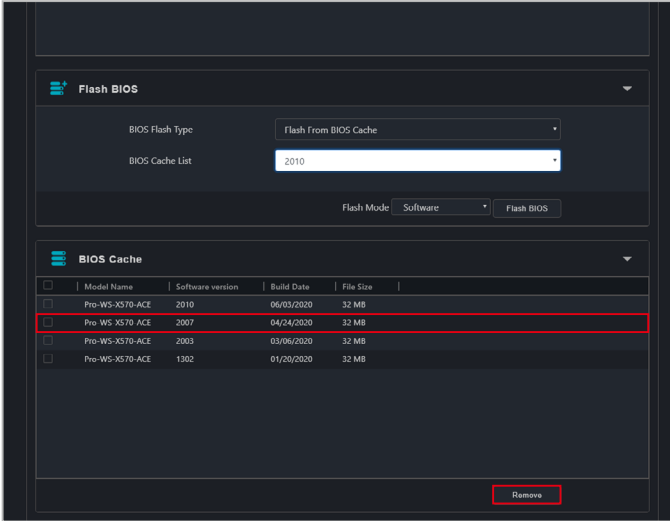 Flash BIOS
BIOS Flash Type Flash From BIOS Cache
BIOS Cache List 2010
Flash Mode Software Flash BIOS
BIOS Cache
Model Name Software version Build Date File Size
Pro-WS-X570-ACE 2010 06/03/2020 32 MB
Pro-WS-X570-ACE 2007 04/24/2020 32 MB
Pro-WS-X570-ACE 2003 03/06/2020 32 MB
Pro-WS-X570-ACE 1302 01/20/2020 32 MB
Remove